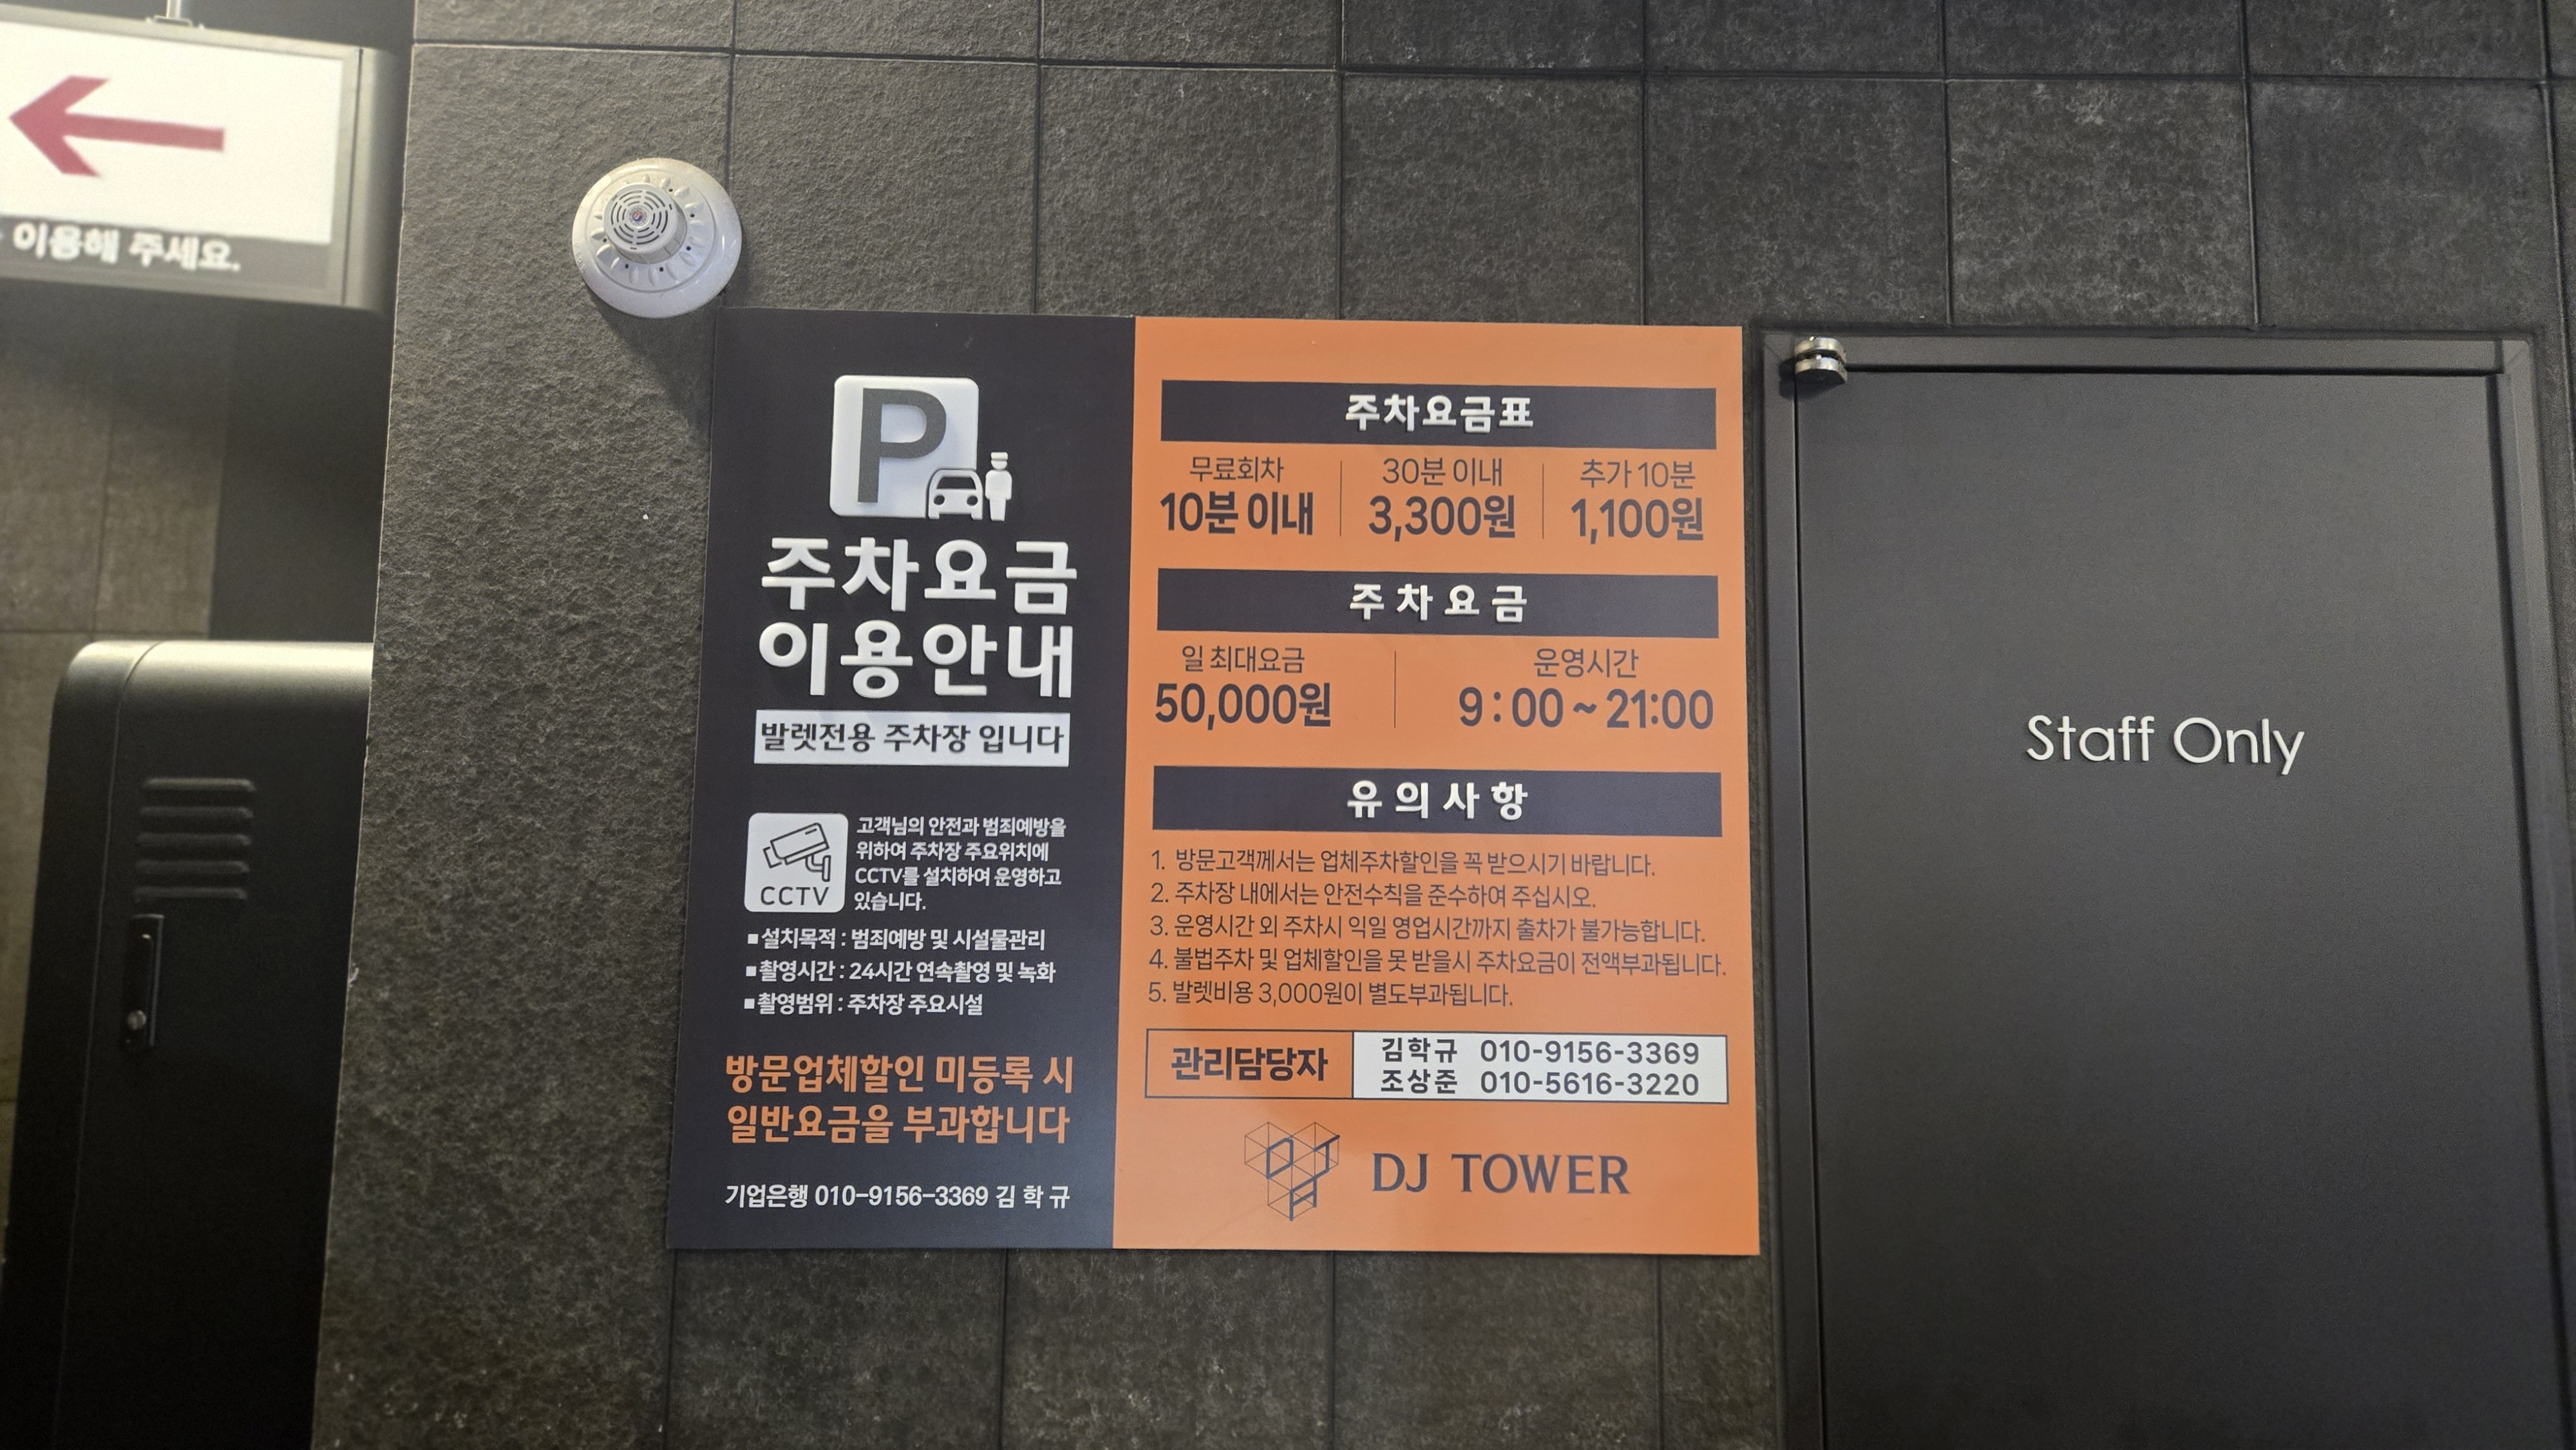 이용해 주세요.
P
주차요금
이용안내
발렛전용 주차장 입니다
CCTV
고객님의 안전과 범죄예방을
위하여 주차장 주요위치에
CCTV를 설치하여 운영하고
있습니다.
■설치목적 : 범죄예방 및 시설물관리
■촬영시간 : 24시간 연속촬영 및 녹화
■촬영범위 : 주차장 주요시설
방문업체할인 미등록 시
일반요금을 부과합니다
기업은행 010-9156-3369 김 학 규
주차요금표
무료회차
10분 이내
30분 이내
3,300원
추가 10분
1,100원
주차요금
일 최대요금
50,000원
운영시간
9:00~21:00
유의사항
1. 방문고객께서는 업체주차할인을 꼭 받으시기 바랍니다.
2. 주차장 내에서는 안전수칙을 준수하여 주십시오.
3. 운영시간 외 주차시 익일 영업시간까지 출차가 불가능합니다.
4. 불법주차 및 업체할인을 못 받을시 주차요금이 전액부과됩니다.
5. 발렛비용 3,000원이 별도부과됩니다.
관리담당자
김학규 010-9156-3369
조상준 010-5616-3220
DJ TOWER
Staff Only